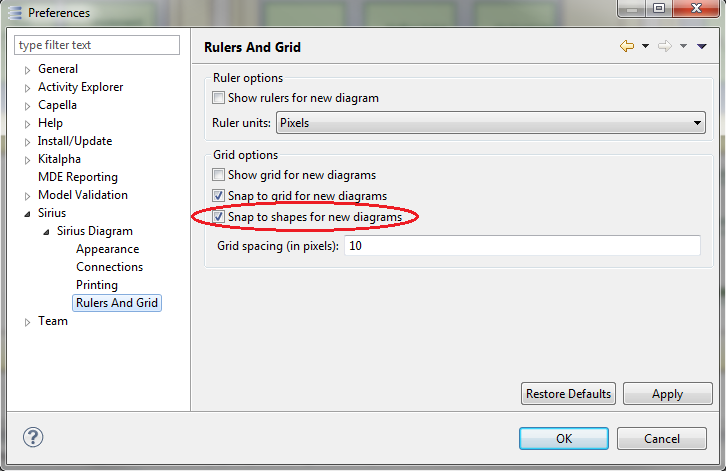 Preferences
type filter text
General
Activity Explorer
Capella
Help
Install/Update
Kitalpha
MDE Reporting
Model Validation
Sirius
Sirius Diagram
Appearance
Connections
Printing
Rulers And Grid
Team
Rulers And Grid
Ruler options
Show rulers for new diagram
Ruler units: Pixels
Grid options
Show grid for new diagrams
Snap to grid for new diagrams
Snap to shapes for new diagrams
Grid spacing (in pixels): 10
Restore Defaults Apply
? OK Cancel